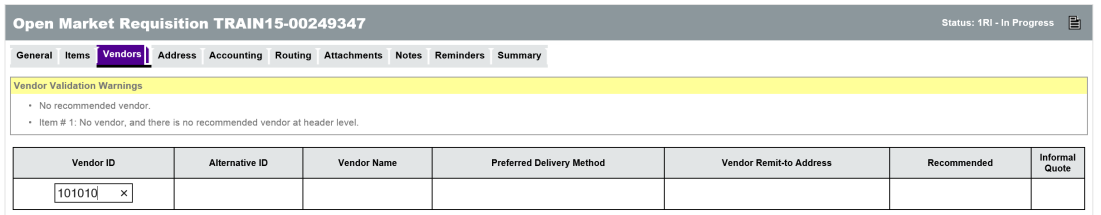 Open Market Requisition TRAIN15-00249347 Status: 1RI - In Progress
General Items Vendors Address Accounting Routing Attachments Notes Reminders Summary
Vendor Validation Warnings
• No recommended vendor.
• Item # 1: No vendor, and there is no recommended vendor at header level.
Vendor ID Alternative ID Vendor Name Preferred Delivery Method Vendor Remit-to Address Recommended Informal Quote
101010 ×